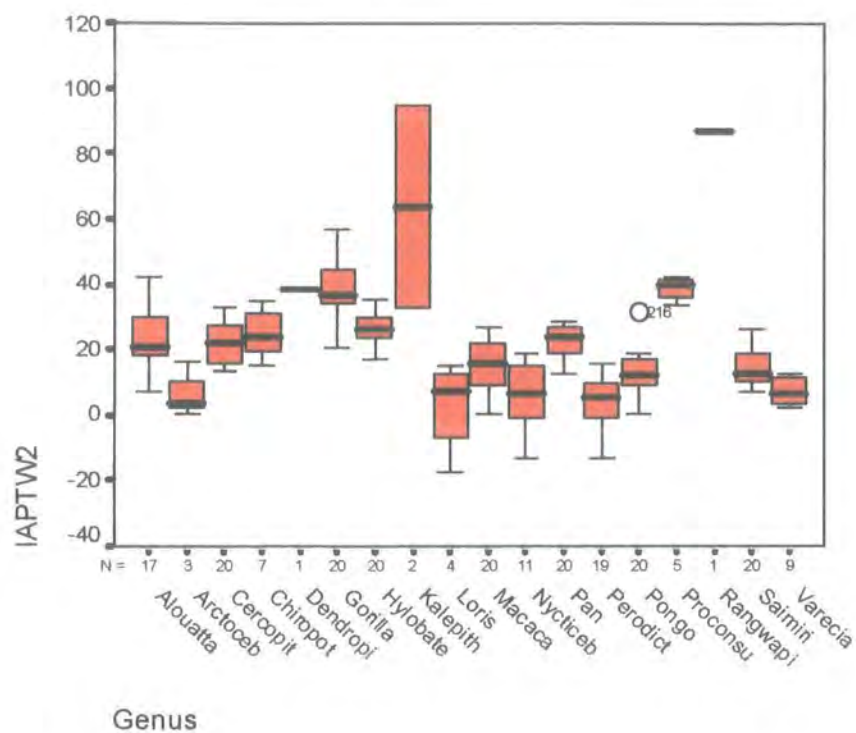 120
100
80
60
40
20
0
-20
-40
IAPTW2
216
N = 17 3 20 7 1 20 20 2 4 20 11 20 19 20 5 1 20 9
Alouatta
Arctoceb
Cercopit
Chiropot
Dendropi
Gorilla
Hylobate
Kalepith
Loris
Macaca
Nycticeb
Pan
Perodict
Pongo
Proconsu
Rangwapi
Saimiri
Varecia
Genus